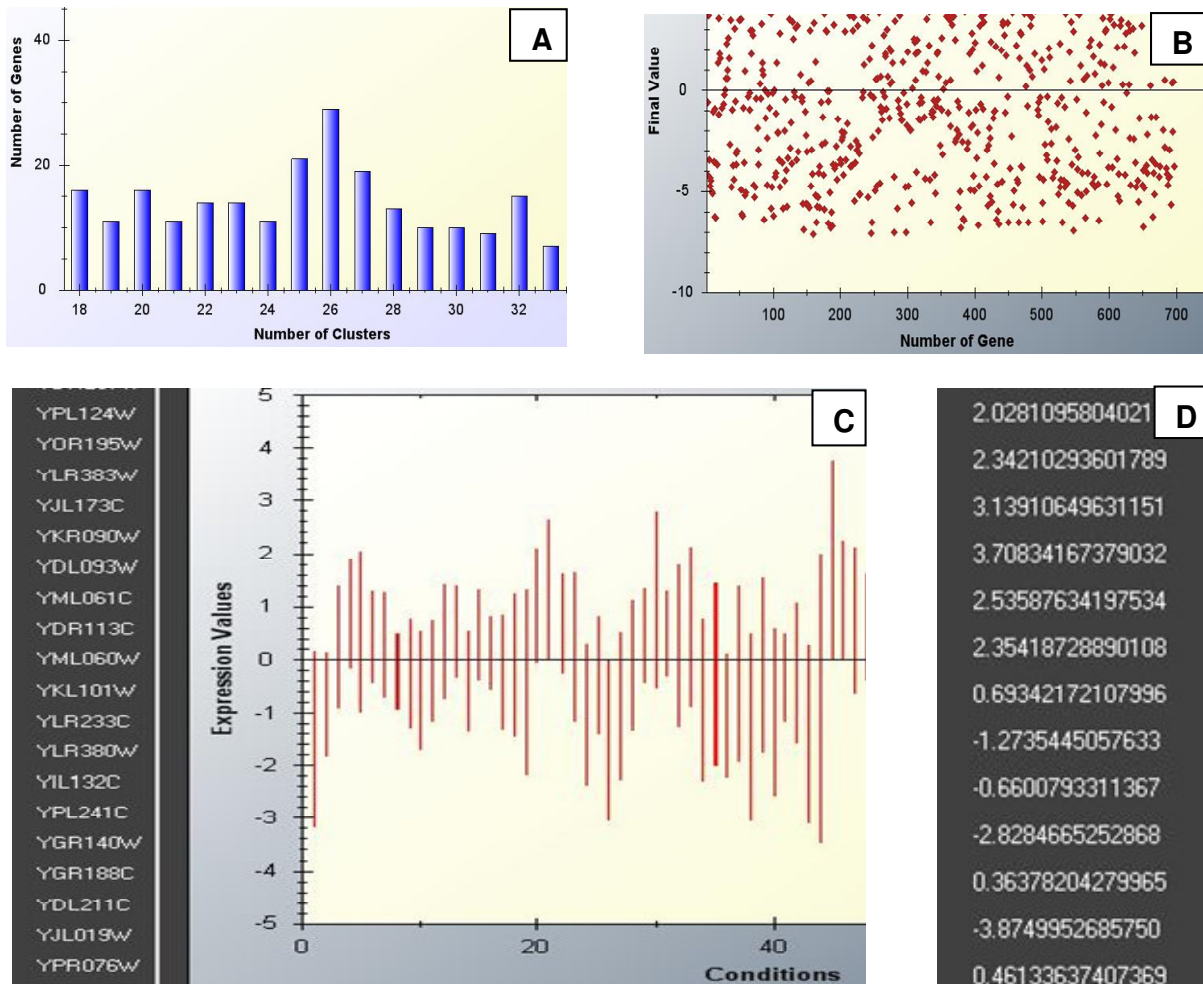 A
Number of Genes
40
20
0
18 20 22 24 26 28 30 32
Number of Clusters
B
Final Value
0
-5
-10
100 200 300 400 500 600 700
Number of Gene
YPL124W
YOR195W
YLR383W
YJL173C
YKR090W
YDL093W
YML061C
YDR113C
YML060W
YKL101W
YLR233C
YLR380W
YIL132C
YPL241C
YGR140W
YGR188C
YDL211C
YJL019W
YPR076W
C
Expression Values
5
4
3
2
1
0
-1
-2
-3
-4
-5
0 20 40
Conditions
D
2.0281095804021
2.34210293601789
3.13910649631151
3.70834167379032
2.53587634197534
2.35418728890108
0.69342172107996
-1.2735445057633
-0.6600793311367
-2.8284665252868
0.36378204279965
-3.8749952685750
0.46133637407369